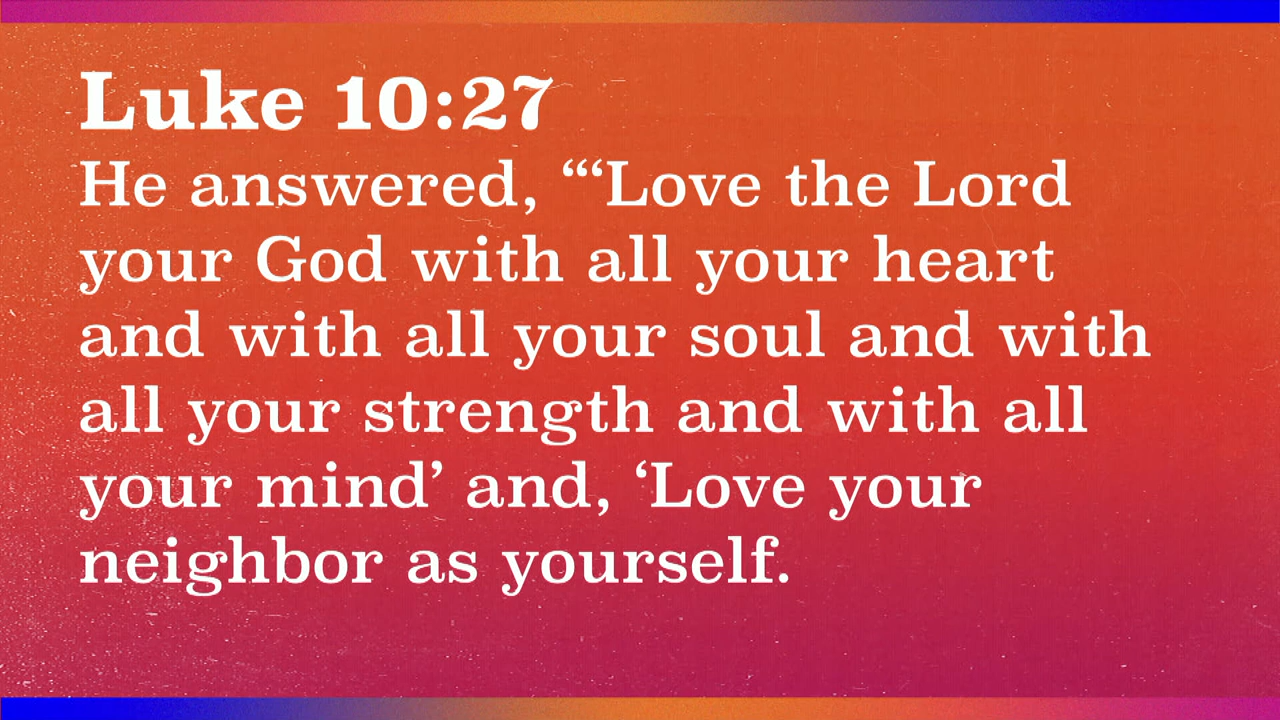 Luke 10:27
He answered, “‘Love the Lord
your God with all your heart
and with all your soul and with
all your strength and with all
your mind’ and, ‘Love your
neighbor as yourself.